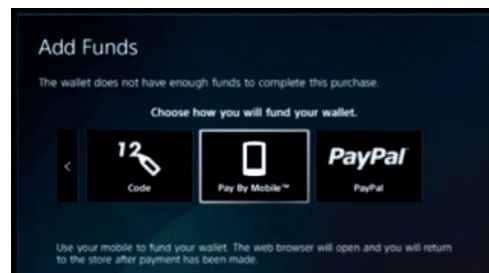 Add Funds
The wallet does not have enough funds to complete this purchase.
Choose how you will fund your wallet.
<
12
Code
Pay By Mobile™
PayPal
PayPal
Use your mobile to fund your wallet. The web browser will open and you will return
to the store after payment has been made.